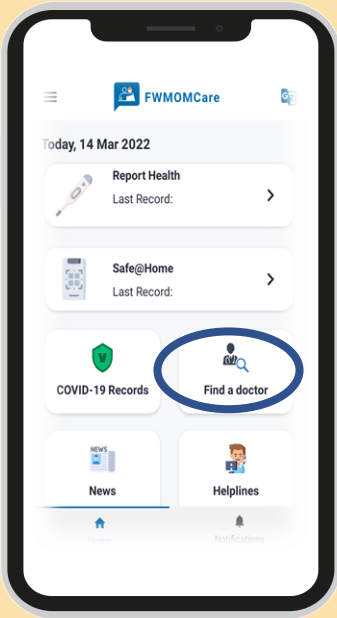 FWMOMCare
Today, 14 Mar 2022
Report Health
Last Record:
Safe@Home
Last Record:
V
COVID-19 Records
Find a doctor
NEWS
News
Helplines
Home
Notifications